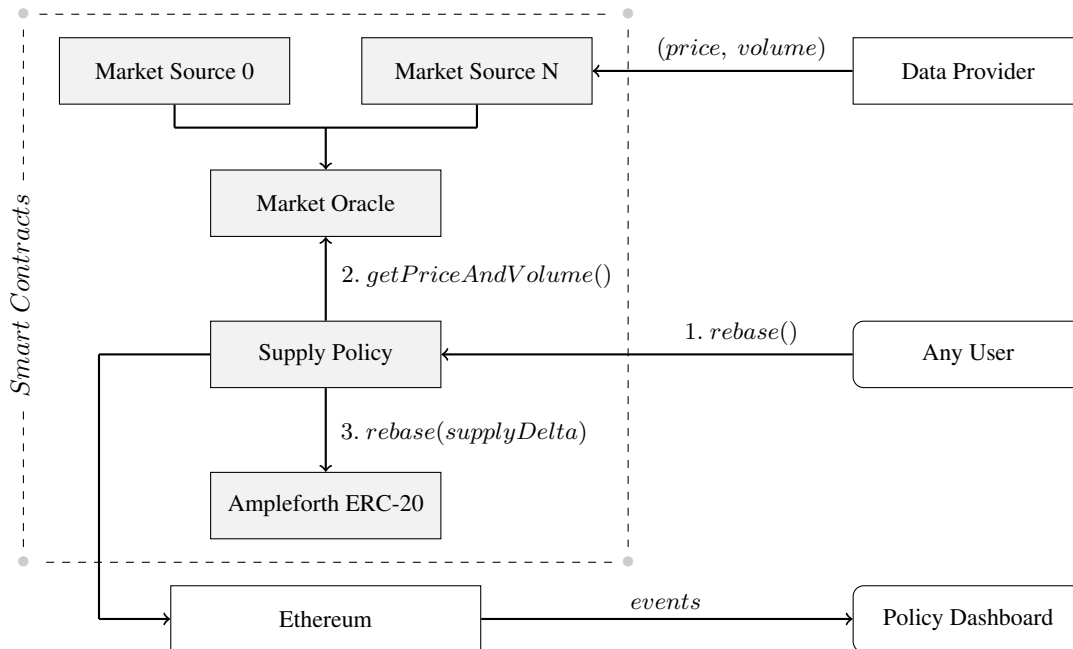 Market Source 0
Market Source N
(price, volume)
Data Provider
Market Oracle
2. getPriceAndVolume()
Smart Contracts
Supply Policy
1. rebase()
Any User
3. rebase(supplyDelta)
Ampleforth ERC-20
Ethereum
events
Policy Dashboard